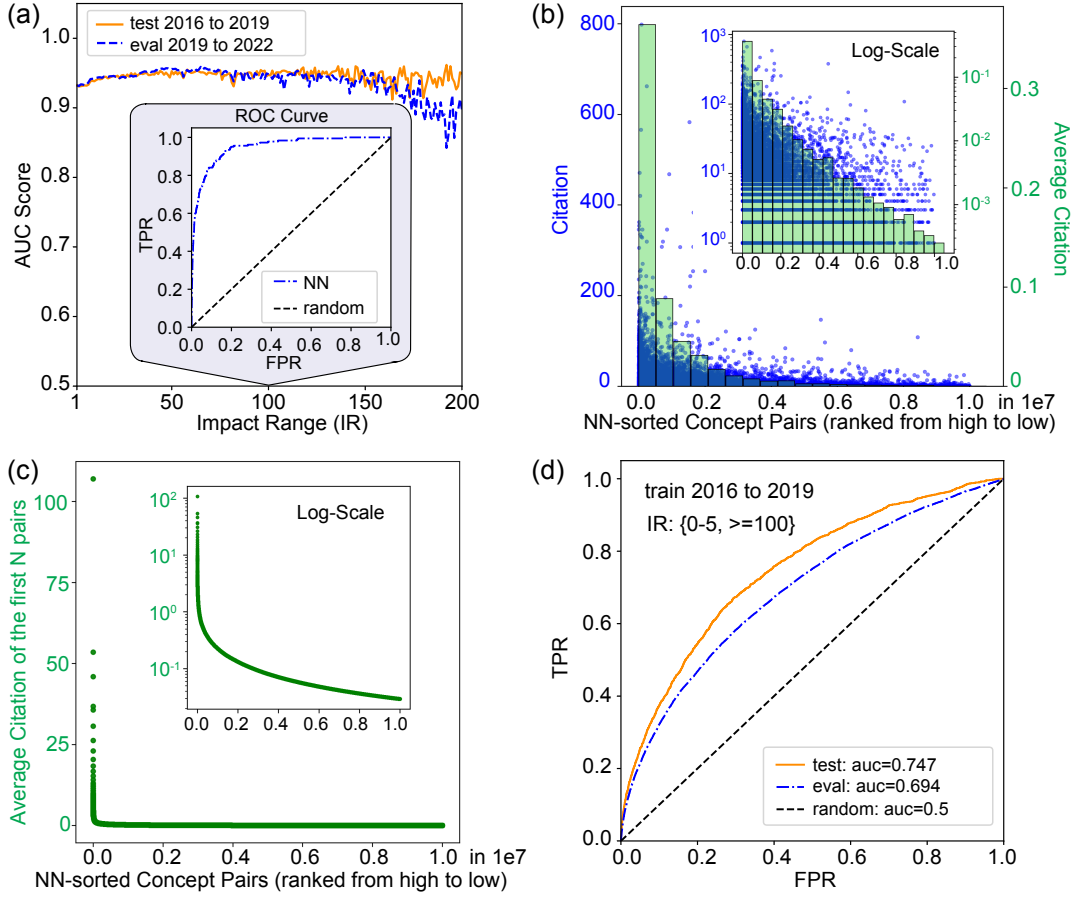 (a)
test 2016 to 2019
eval 2019 to 2022
1.0
0.9
0.8
0.7
0.6
0.5
AUC Score
1
50
100
150
200
Impact Range (IR)
ROC Curve
1.0
0.8
0.6
0.4
0.2
0.0
TPR
NN
random
0.0
0.2
0.4
0.6
0.8
1.0
FPR
(b)
800
600
400
200
0
Citation
0.3
0.2
0.1
0
Average Citation
Log-Scale
10³
10²
10¹
10⁰
10⁻¹
10⁻²
10⁻³
0.0
0.2
0.4
0.6
0.8
1.0
0.0
0.2
0.4
0.6
0.8
1.0
in 1e7
NN-sorted Concept Pairs (ranked from high to low)
(c)
100
75
50
25
0
Average Citation of the first N pairs
Log-Scale
10²
10¹
10⁰
10⁻¹
0.0
0.2
0.4
0.6
0.8
1.0
0.0
0.2
0.4
0.6
0.8
1.0
in 1e7
NN-sorted Concept Pairs (ranked from high to low)
(d)
train 2016 to 2019
IR: {0-5, >=100}
1.0
0.8
0.6
0.4
0.2
0.0
TPR
test: auc=0.747
eval: auc=0.694
random: auc=0.5
0.0
0.2
0.4
0.6
0.8
1.0
FPR